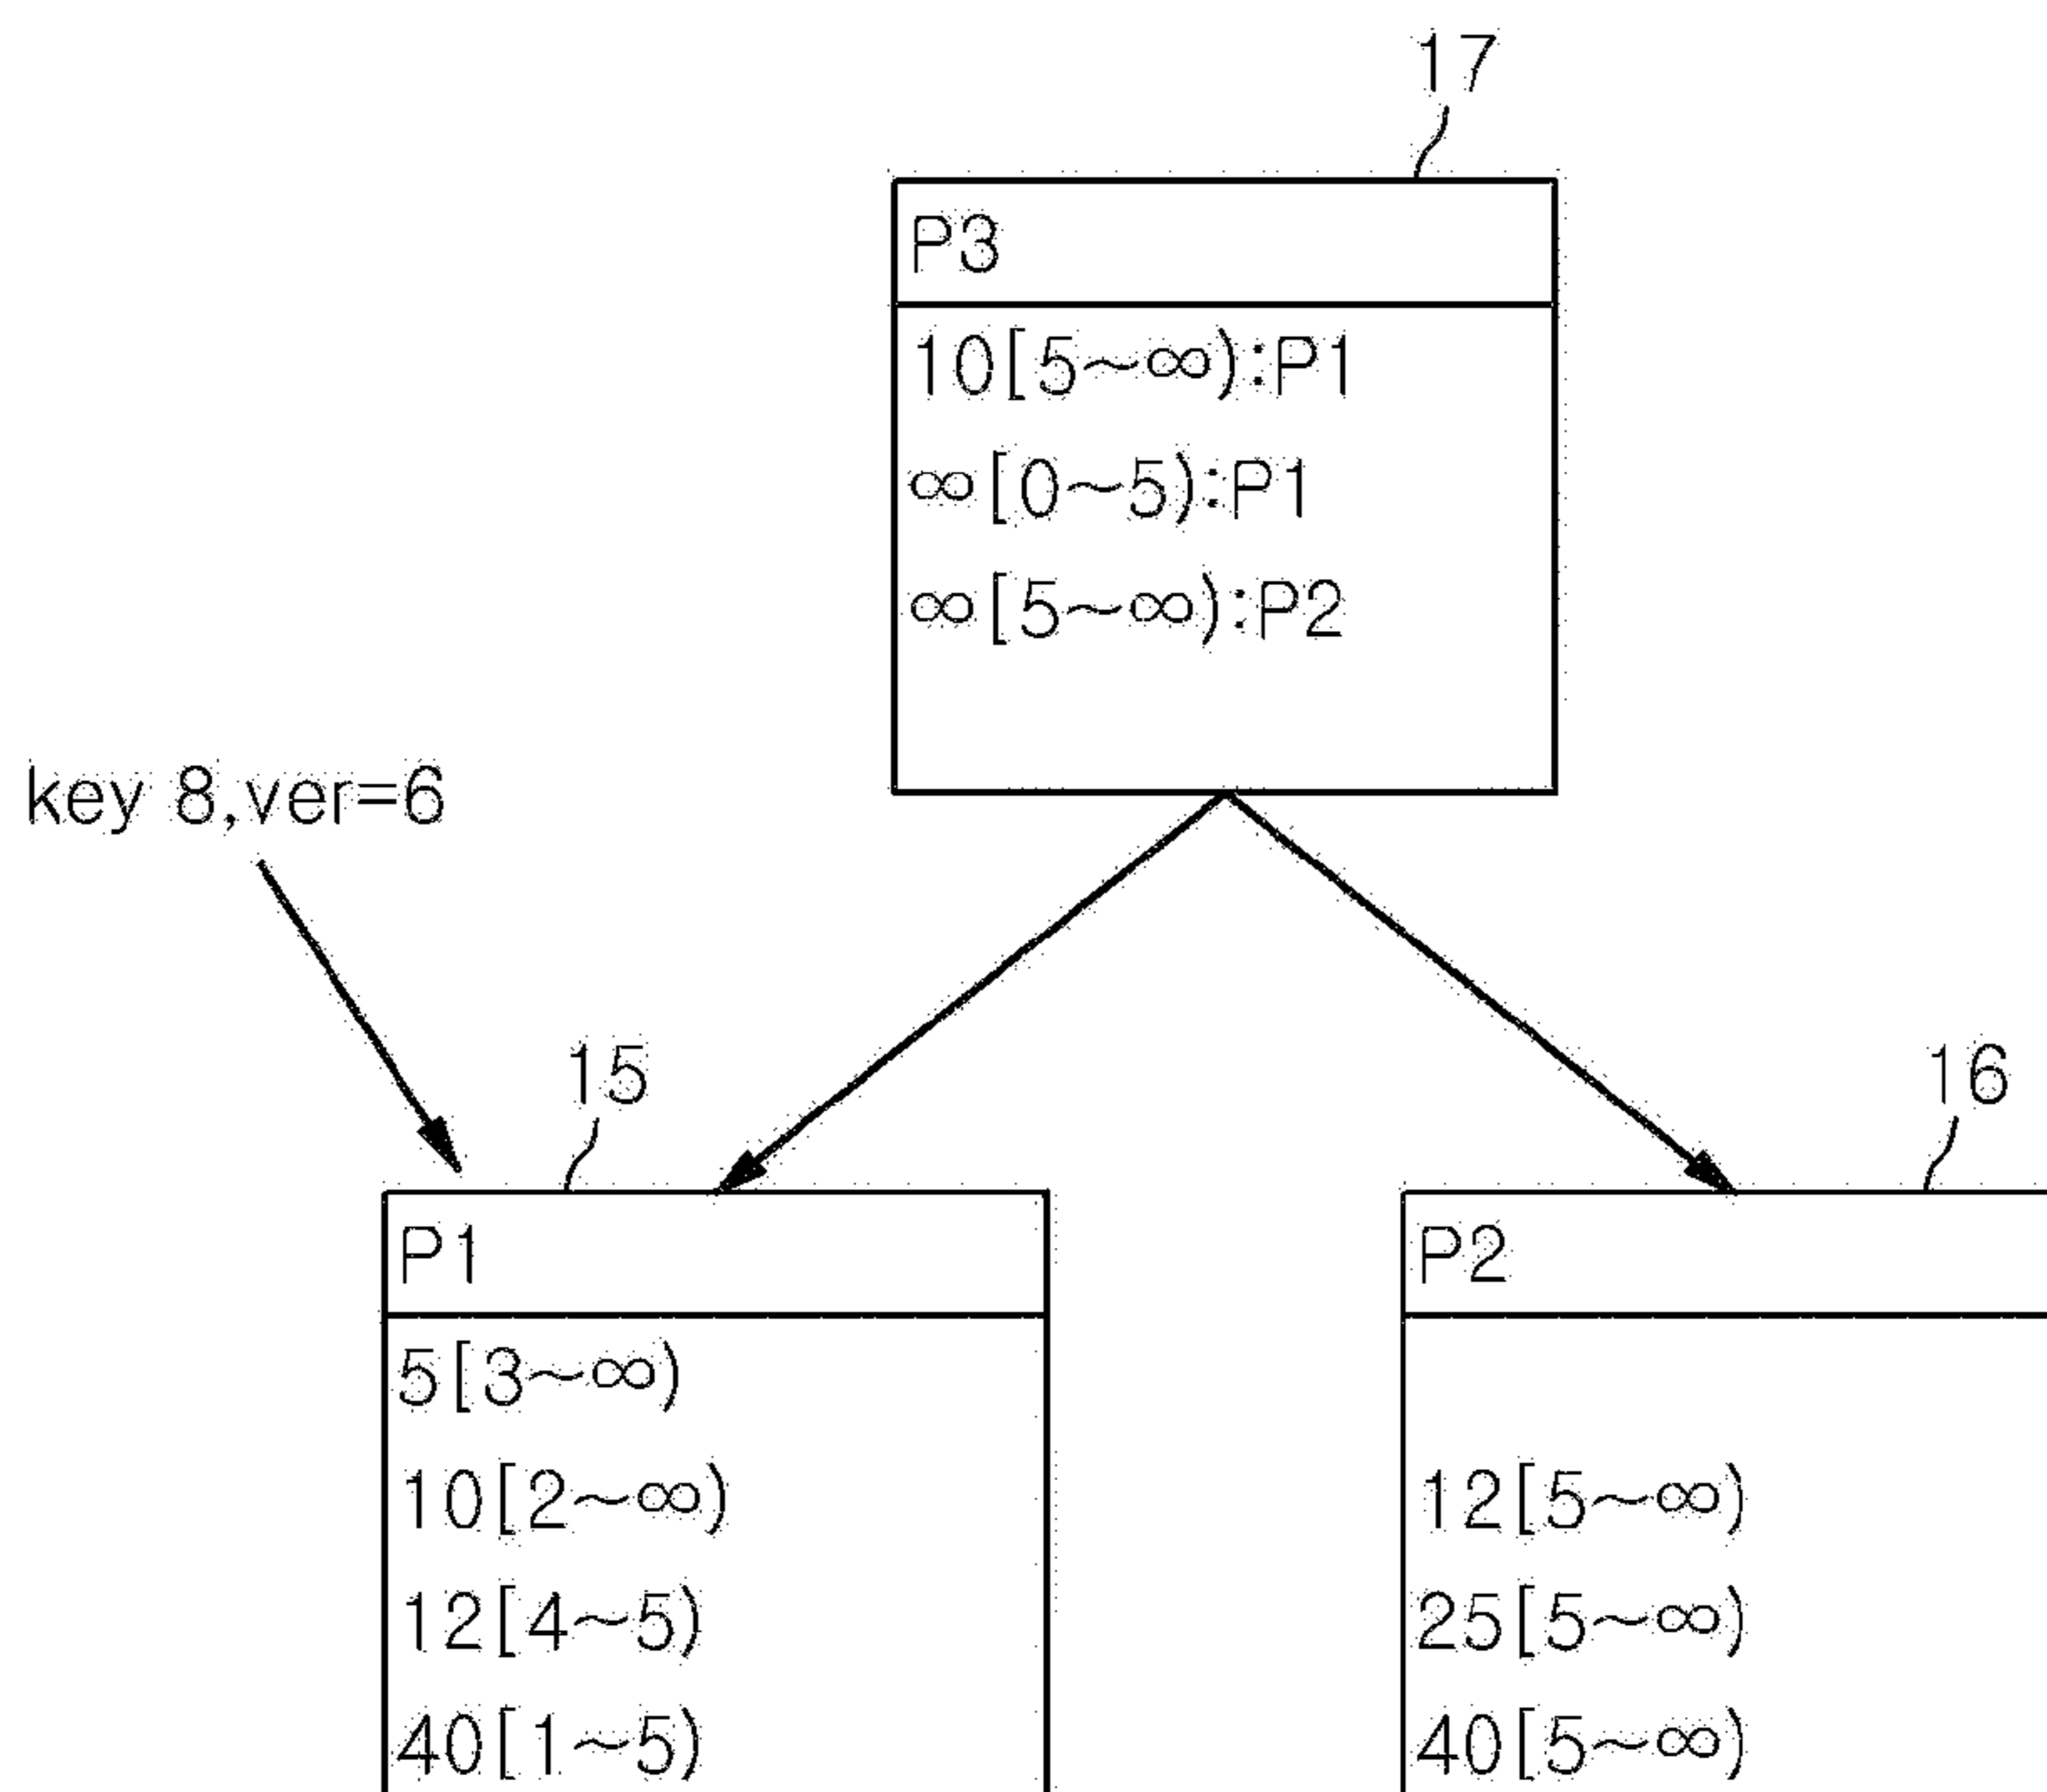 17
P3
10[5~∞):P1
∞[0~5):P1
∞[5~∞):P2
key 8,ver=6
15
16
P1
5[3~∞)
10[2~∞)
12[4~5)
40[1~5)
P2
12[5~∞)
25[5~∞)
40[5~∞)